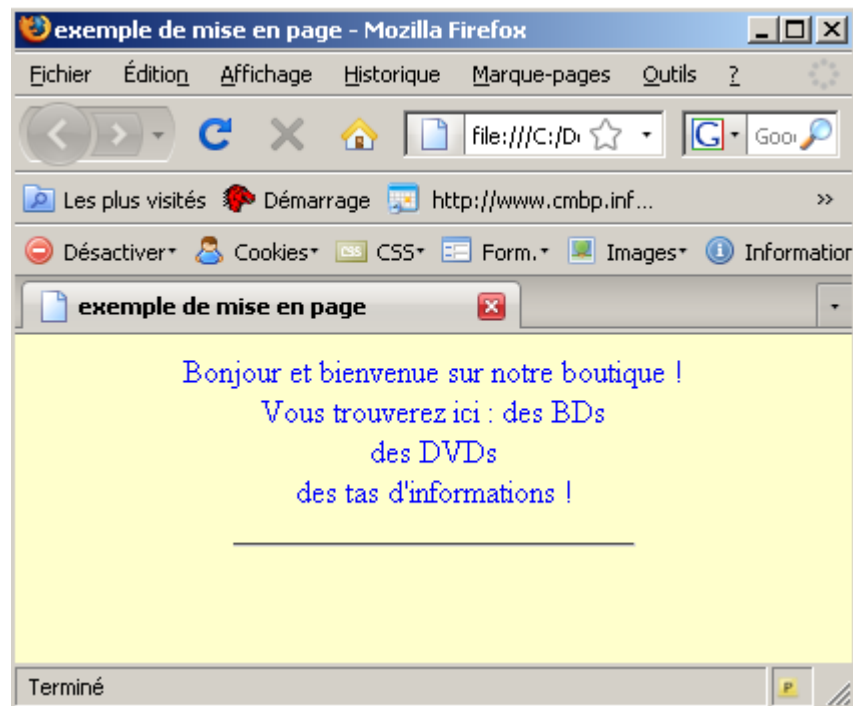 exemple de mise en page - Mozilla Firefox
Fichier Édition Affichage Historique Marque-pages Outils ?
file:///C:/D G Goo
Les plus visités Démarrage http://www.cmbp.inf... »
Désactiver Cookies CSS CSS Form. Images Information
exemple de mise en page
Bonjour et bienvenue sur notre boutique !
Vous trouverez ici : des BDs
des DVDs
des tas d'informations !
Terminé P